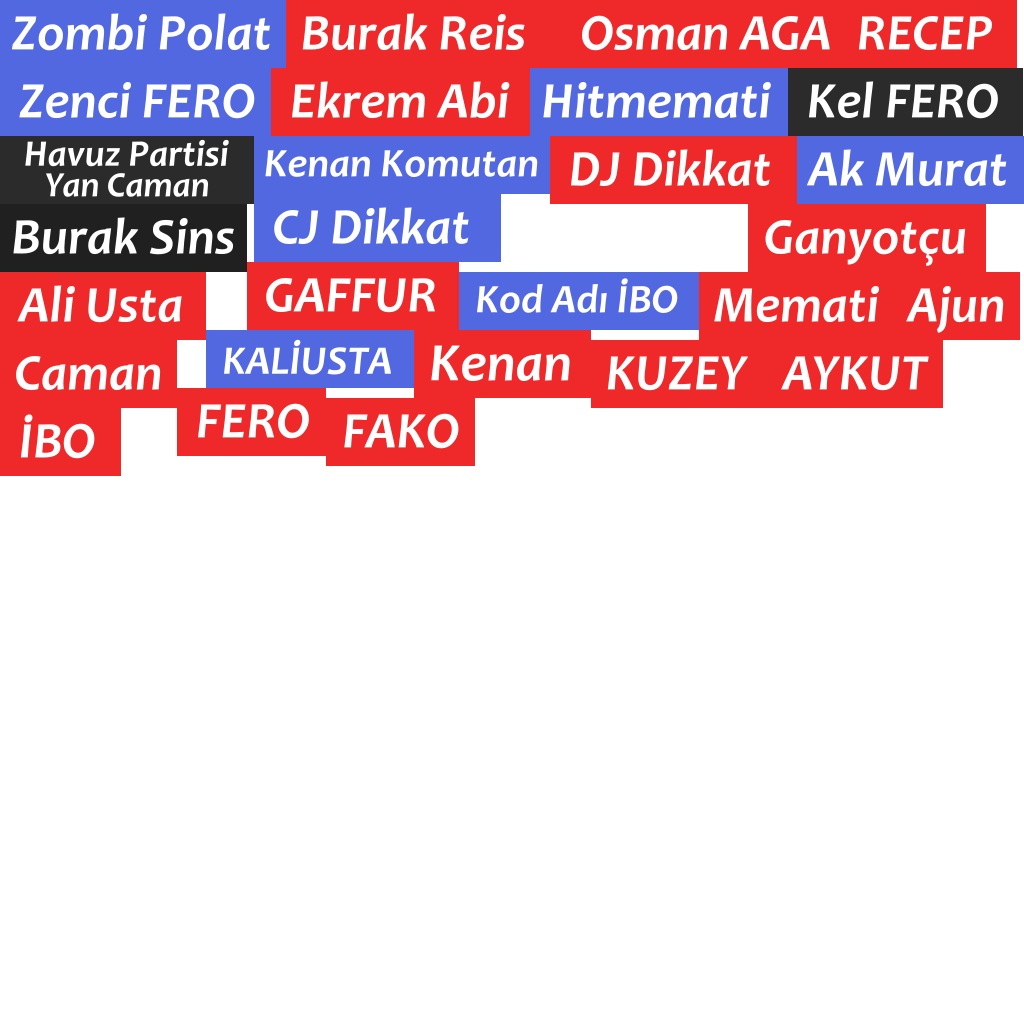 Zombi Polat
Burak Reis
Osman AGA
RECEP
Zenci FERO
Ekrem Abi
Hitmemati
Kel FERO
Havuz Partisi
Yan Caman
Kenan Komutan
DJ Dikkat
Ak Murat
Burak Sins
CJ Dikkat
Ganyotçu
Ali Usta
GAFFUR
Kod Adı İBO
Memati
Ajun
Caman
KALİUSTA
Kenan
KUZEY
AYKUT
İBO
FERO
FAKO